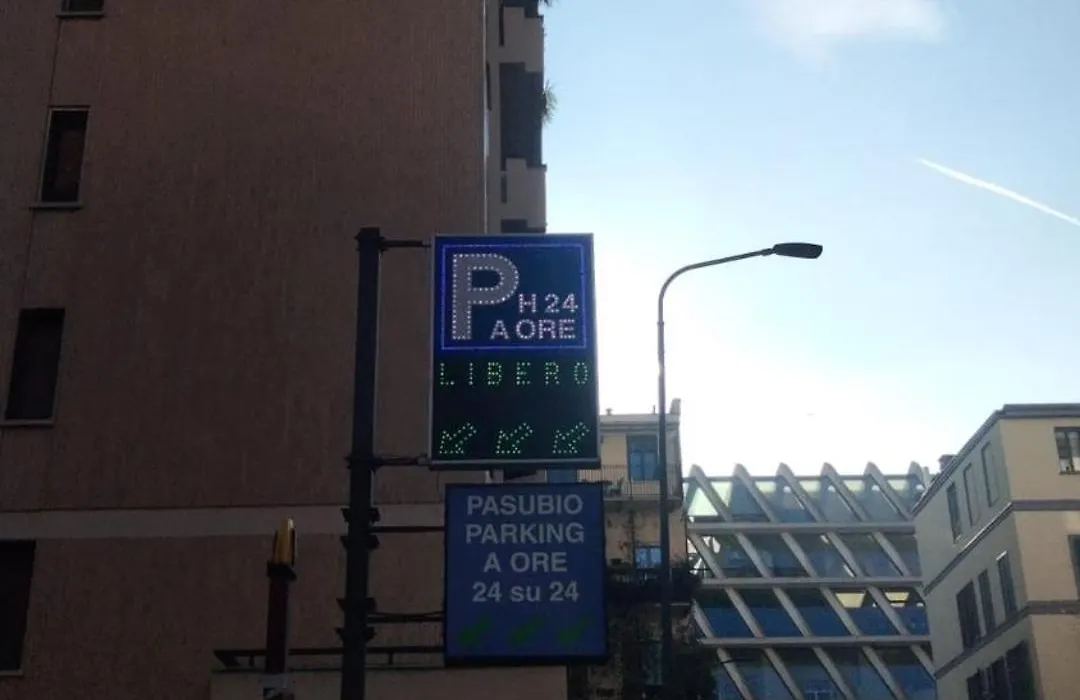 P
H 24
A ORE
LIBERO
PASUBIO
PARKING
A ORE
24 su 24